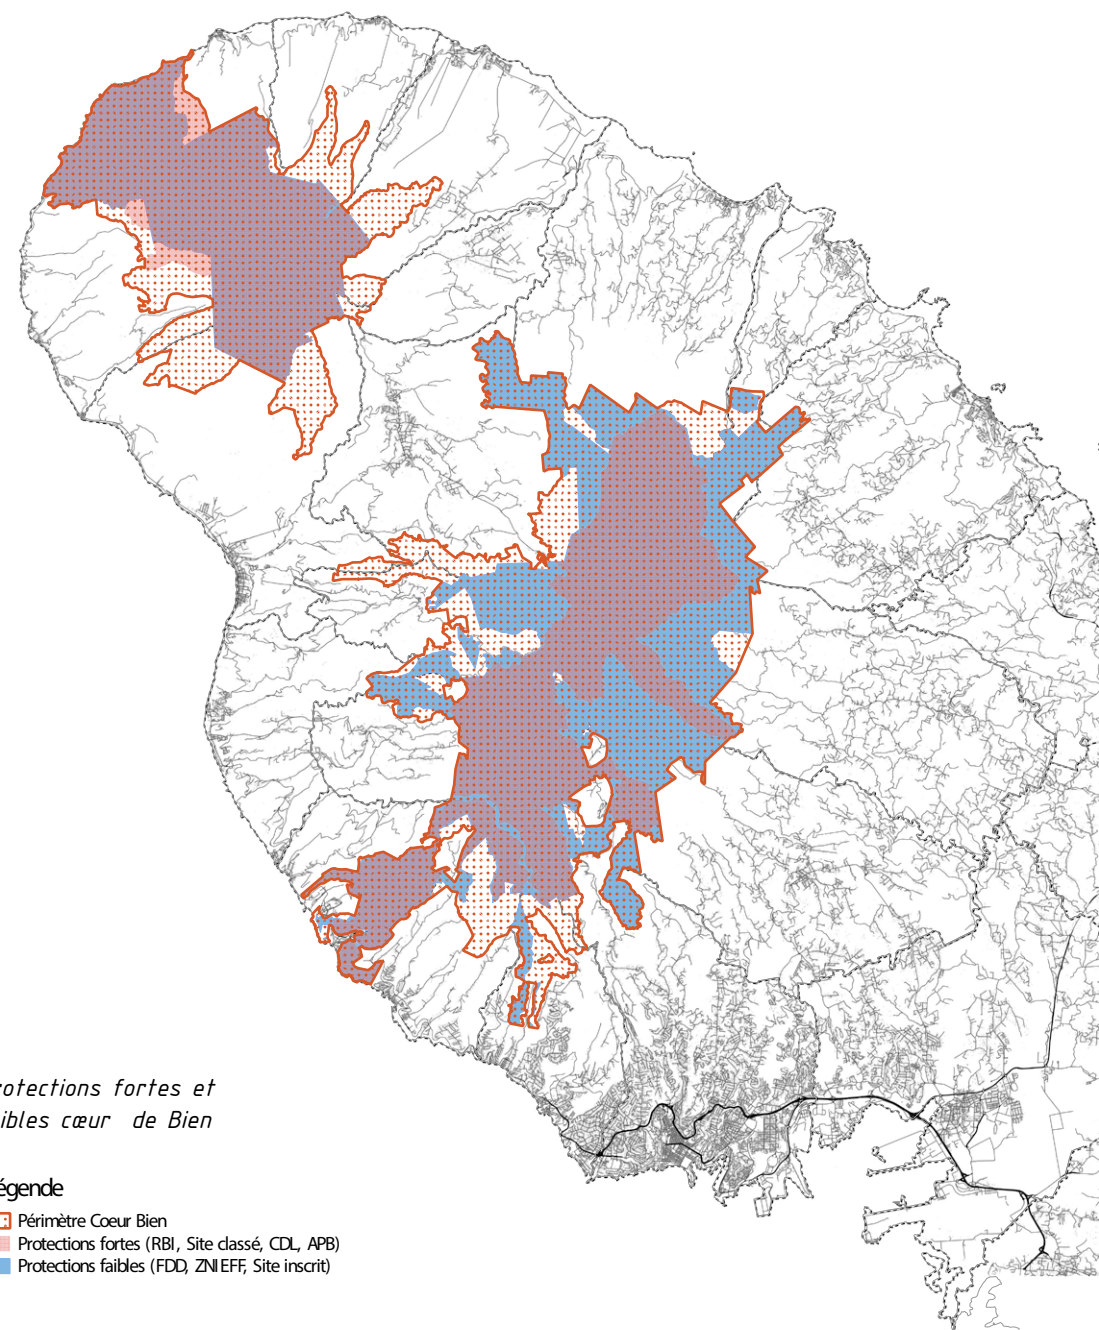 rotections fortes et
ibles cœur de Bien
égende
Périmètre Coeur Bien
Protections fortes (RBI, Site classé, CDL, APB)
Protections faibles (FDD, ZNIEFF, Site inscrit)